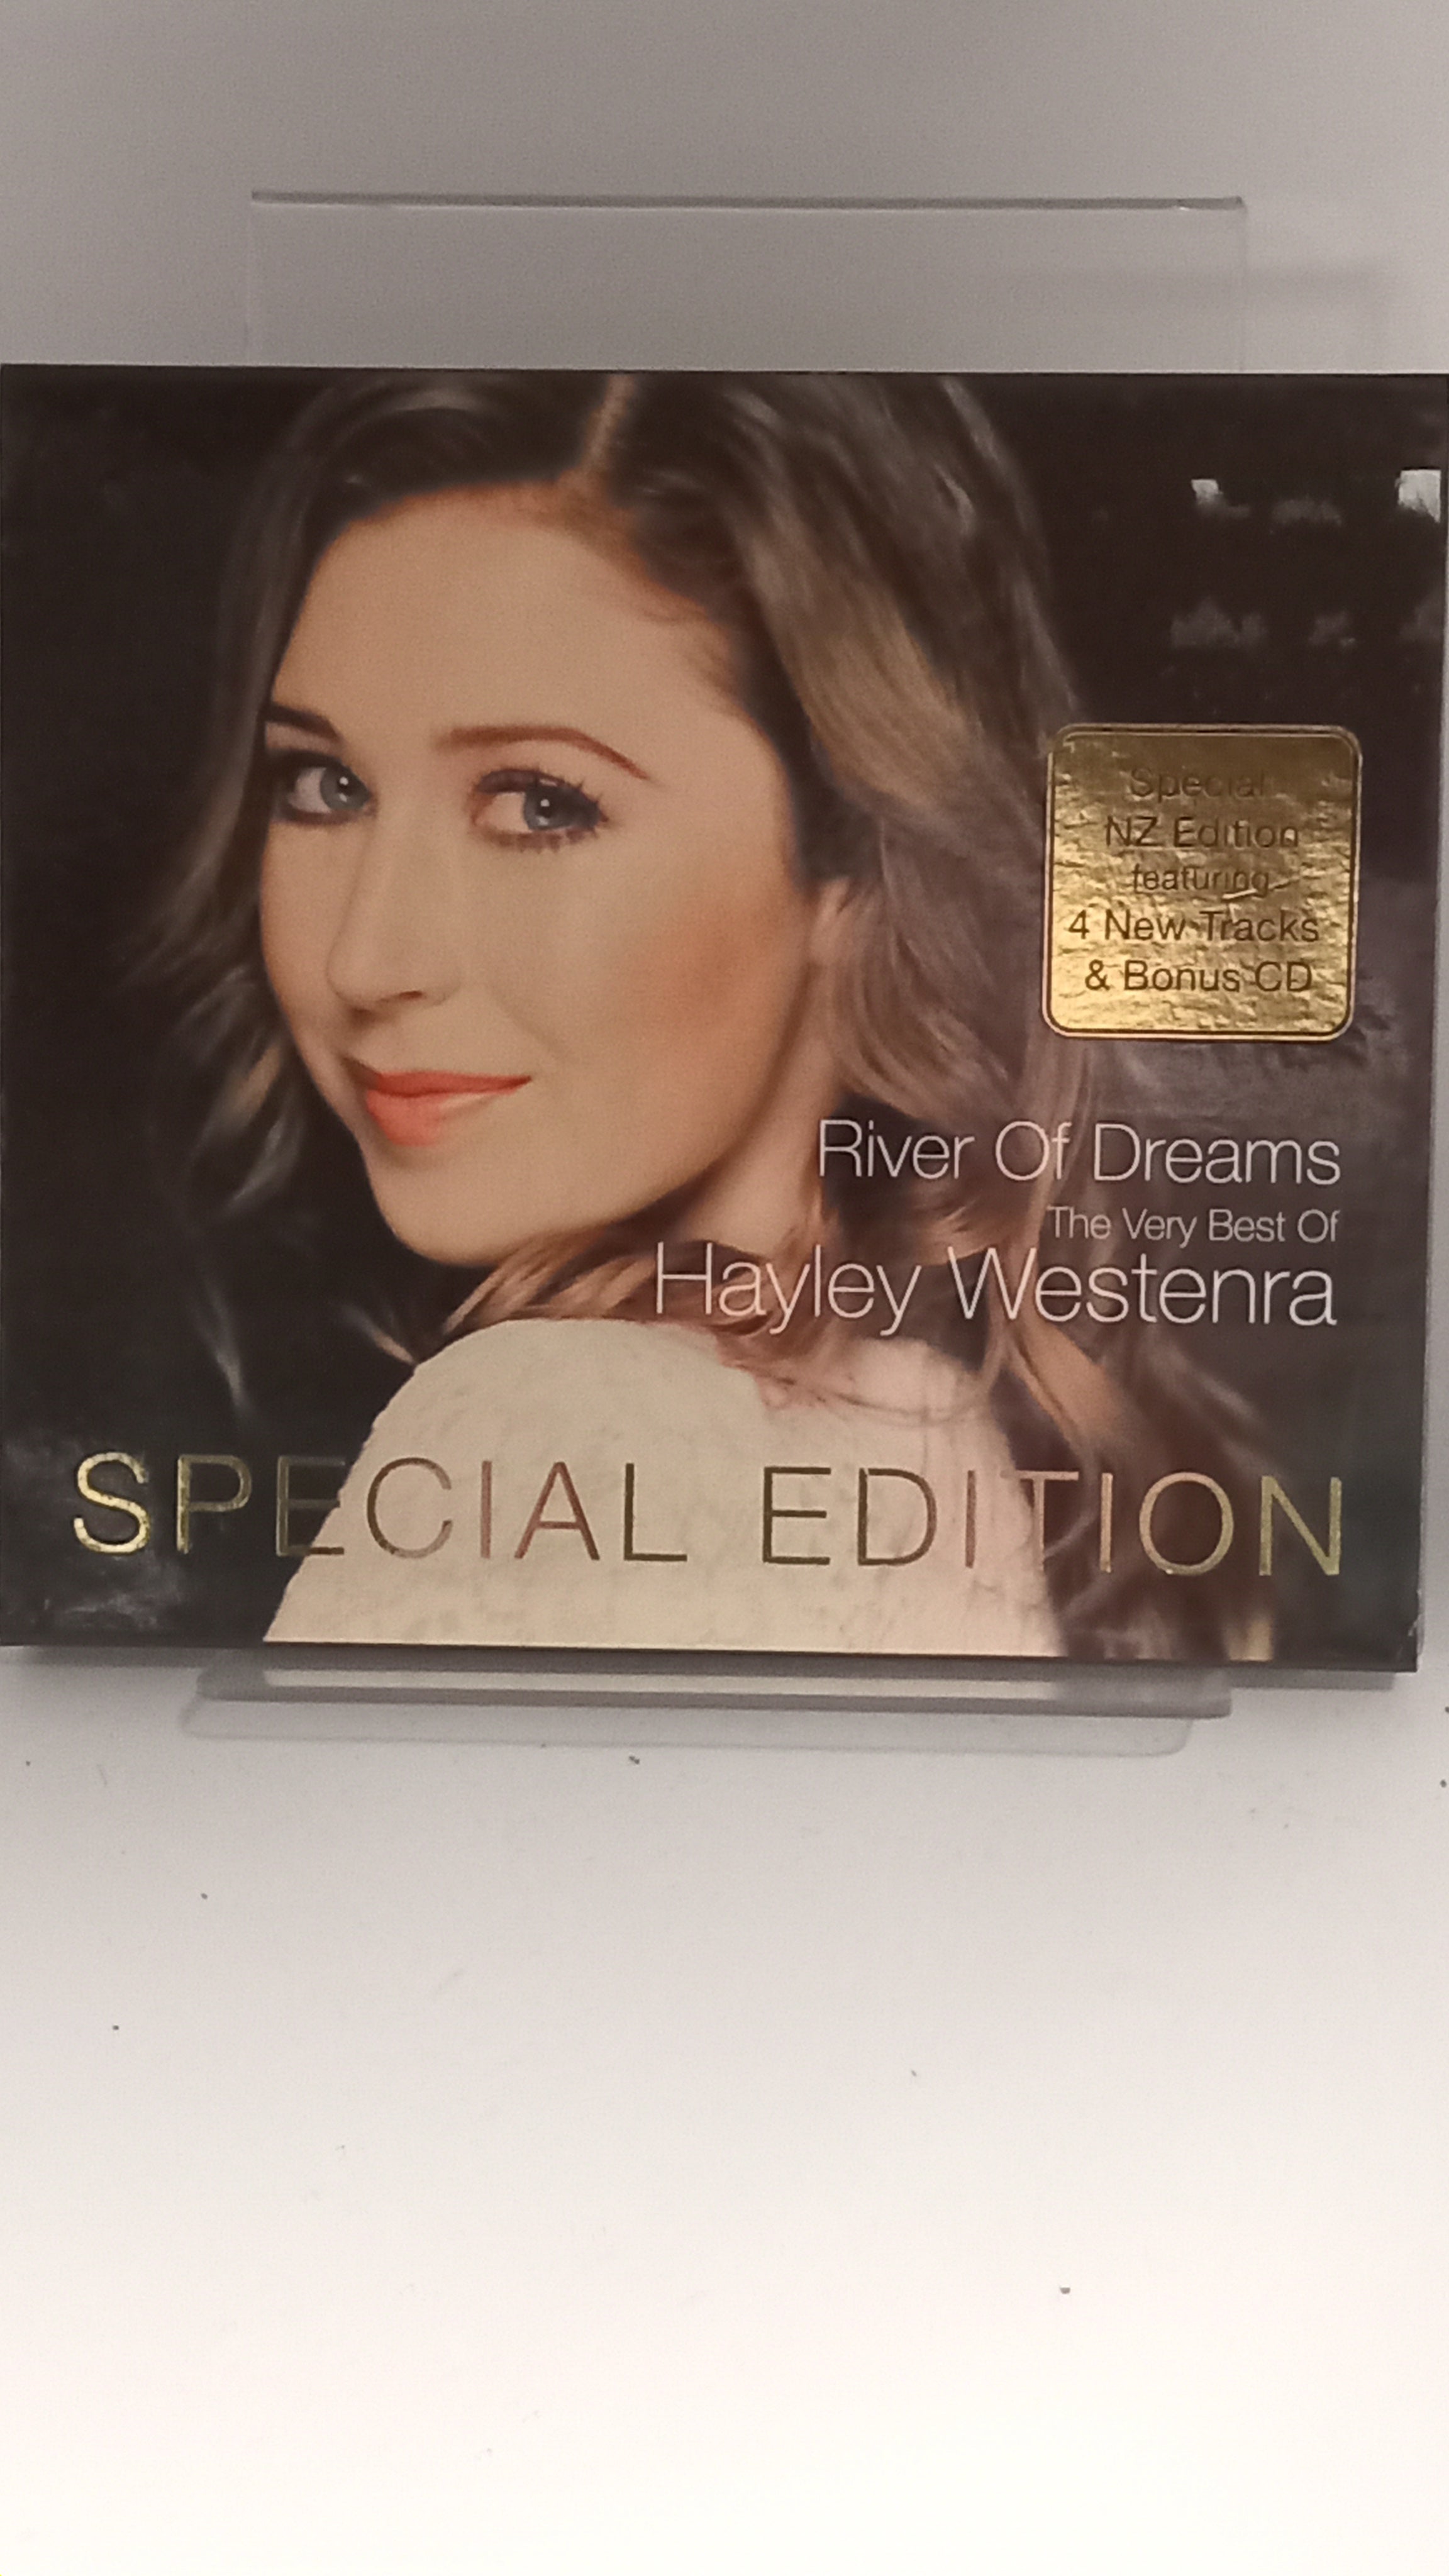 Special
NZ Edition
featuring
4 New Tracks
& Bonus CD
River Of Dreams
The Very Best Of
Hayley Westenra
SPECIAL EDITION